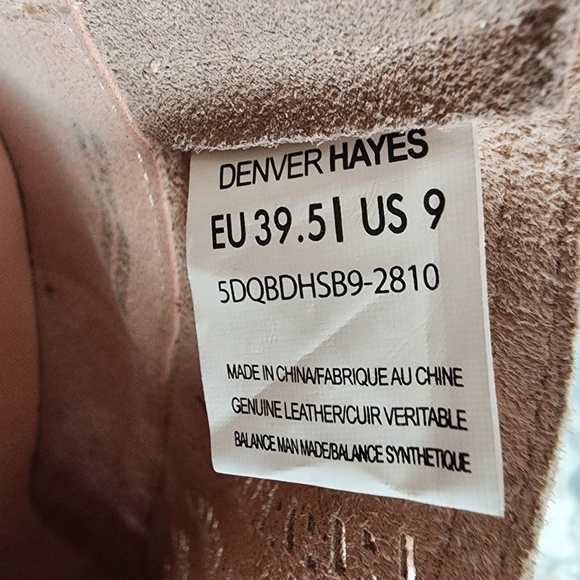 DENVER HAYES
EU 39.5| US 9
5DQBDHSB9-2810
MADE IN CHINA/FABRIQUE AU CHINE
GENUINE LEATHER/CUIR VERITABLE
BALANCE MAN MADE/BALANCE SYNTHETIQUE